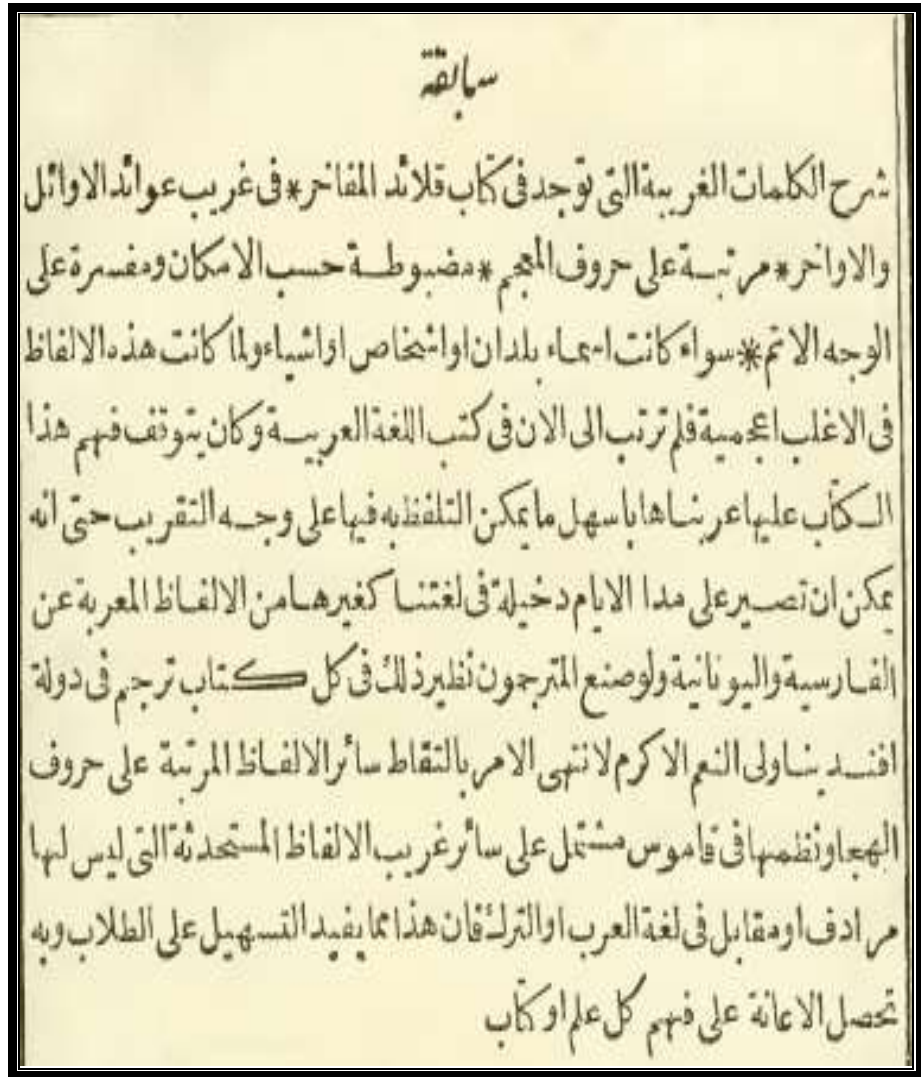 سابقة
شرح الكلمات الغريبة التى توجد فى كتاب قلائد المفاخر * فى غريب عوائد الاوائل
والاواخر * مرتبة على حروف المعجم * مضبوطة حسب الامكان ومفسرة على
الوجه الاتم * سواء كانت اسماء بلدان او اشخاص او اشياء ولما كانت هذه الالفاظ
فى الاغلب اعجمية فلم ترتب الى الان فى كتب اللغة العربية وكان يتوقف فهم هذا
الكتاب عليها عربناها باسهل ما يمكن التلفظ به فيها على وجه التقريب حتى انه
يمكن ان تصير على مدا الايام دخيلة فى لغتنا كغيرها من الالفاظ المعربة عن
الفارسية واليونانية ولو صنع المترجمون نظير ذلك فى كل كتاب ترجم فى دولة
افندينا ولى النعم الاكرم لانتهى الامر بالتقاط سائر الالفاظ المرتبة على حروف
الهجا ونظمها فى قاموس مشتمل على سائر غريب الالفاظ المستحدثة التى ليس لها
مرادف او مقابل فى لغة العرب او الترك فان هذا مما يفيد التسهيل على الطلاب وبه
تحصل الاعانة على فهم كل علم او كتاب